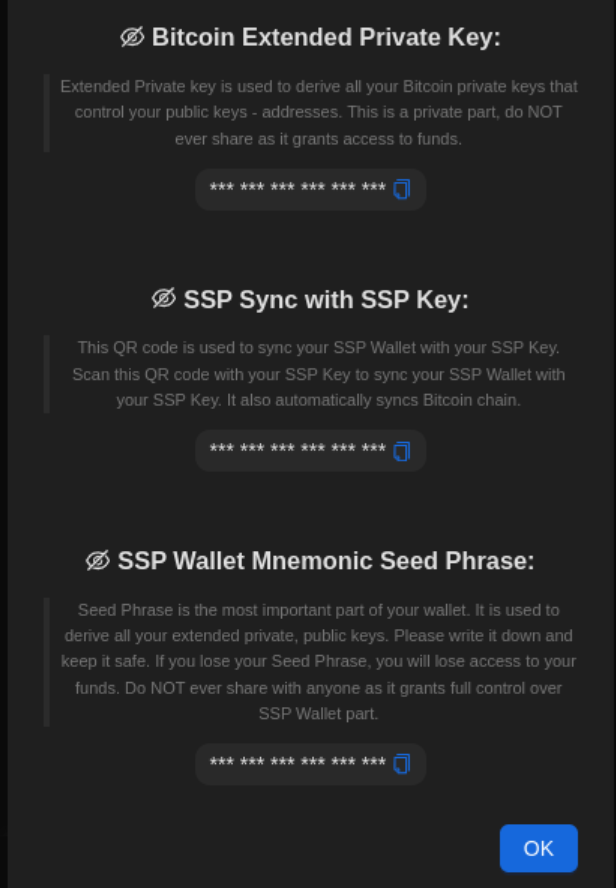 Bitcoin Extended Private Key:
Extended Private key is used to derive all your Bitcoin private keys that
control your public keys - addresses. This is a private part, do NOT
ever share as it grants access to funds.
*** *** *** *** *** ***
SSP Sync with SSP Key:
This QR code is used to sync your SSP Wallet with your SSP Key.
Scan this QR code with your SSP Key to sync your SSP Wallet with
your SSP Key. It also automatically syncs Bitcoin chain.
*** *** *** *** *** ***
SSP Wallet Mnemonic Seed Phrase:
Seed Phrase is the most important part of your wallet. It is used to
derive all your extended private, public keys. Please write it down and
keep it safe. If you lose your Seed Phrase, you will lose access to your
funds. Do NOT ever share with anyone as it grants full control over
SSP Wallet part.
*** *** *** *** *** ***
OK